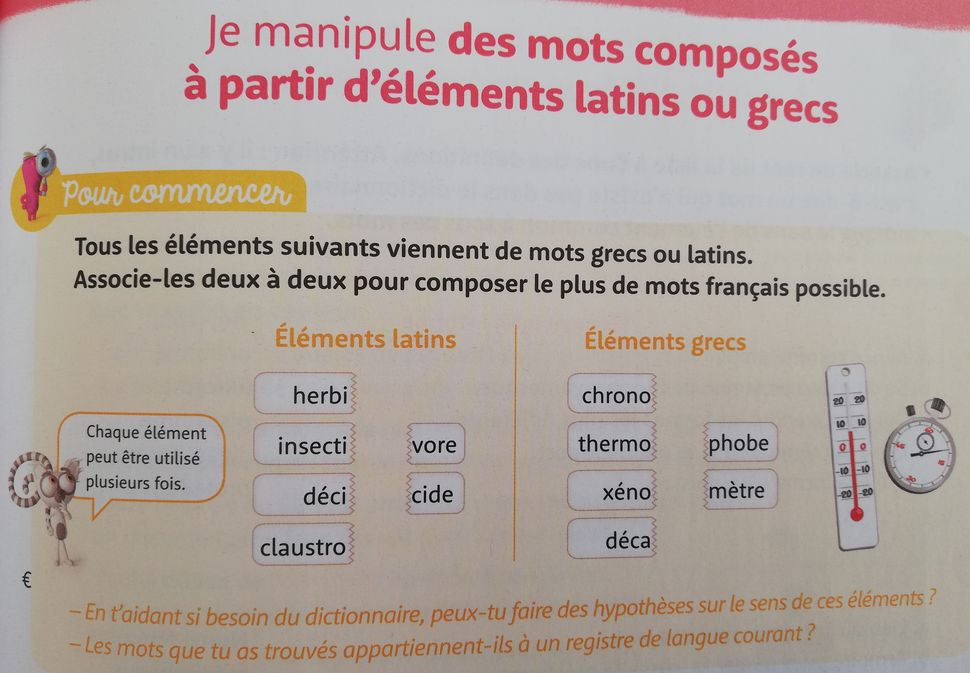 Je manipule des mots composés
à partir d'éléments latins ou grecs
Pour commencer
Tous les éléments suivants viennent de mots grecs ou latins.
Associe-les deux à deux pour composer le plus de mots français possible.
Éléments latins
herbi
insecti
déci
claustro
vore
cide
Éléments grecs
chrono
thermo
xéno
déca
phobe
mètre
Chaque élément
peut être utilisé
plusieurs fois.
20 20
10 10
0 0
-10 -10
-20 -20
€
– En t'aidant si besoin du dictionnaire, peux-tu faire des hypothèses sur le sens de ces éléments ?
– Les mots que tu as trouvés appartiennent-ils à un registre de langue courant ?